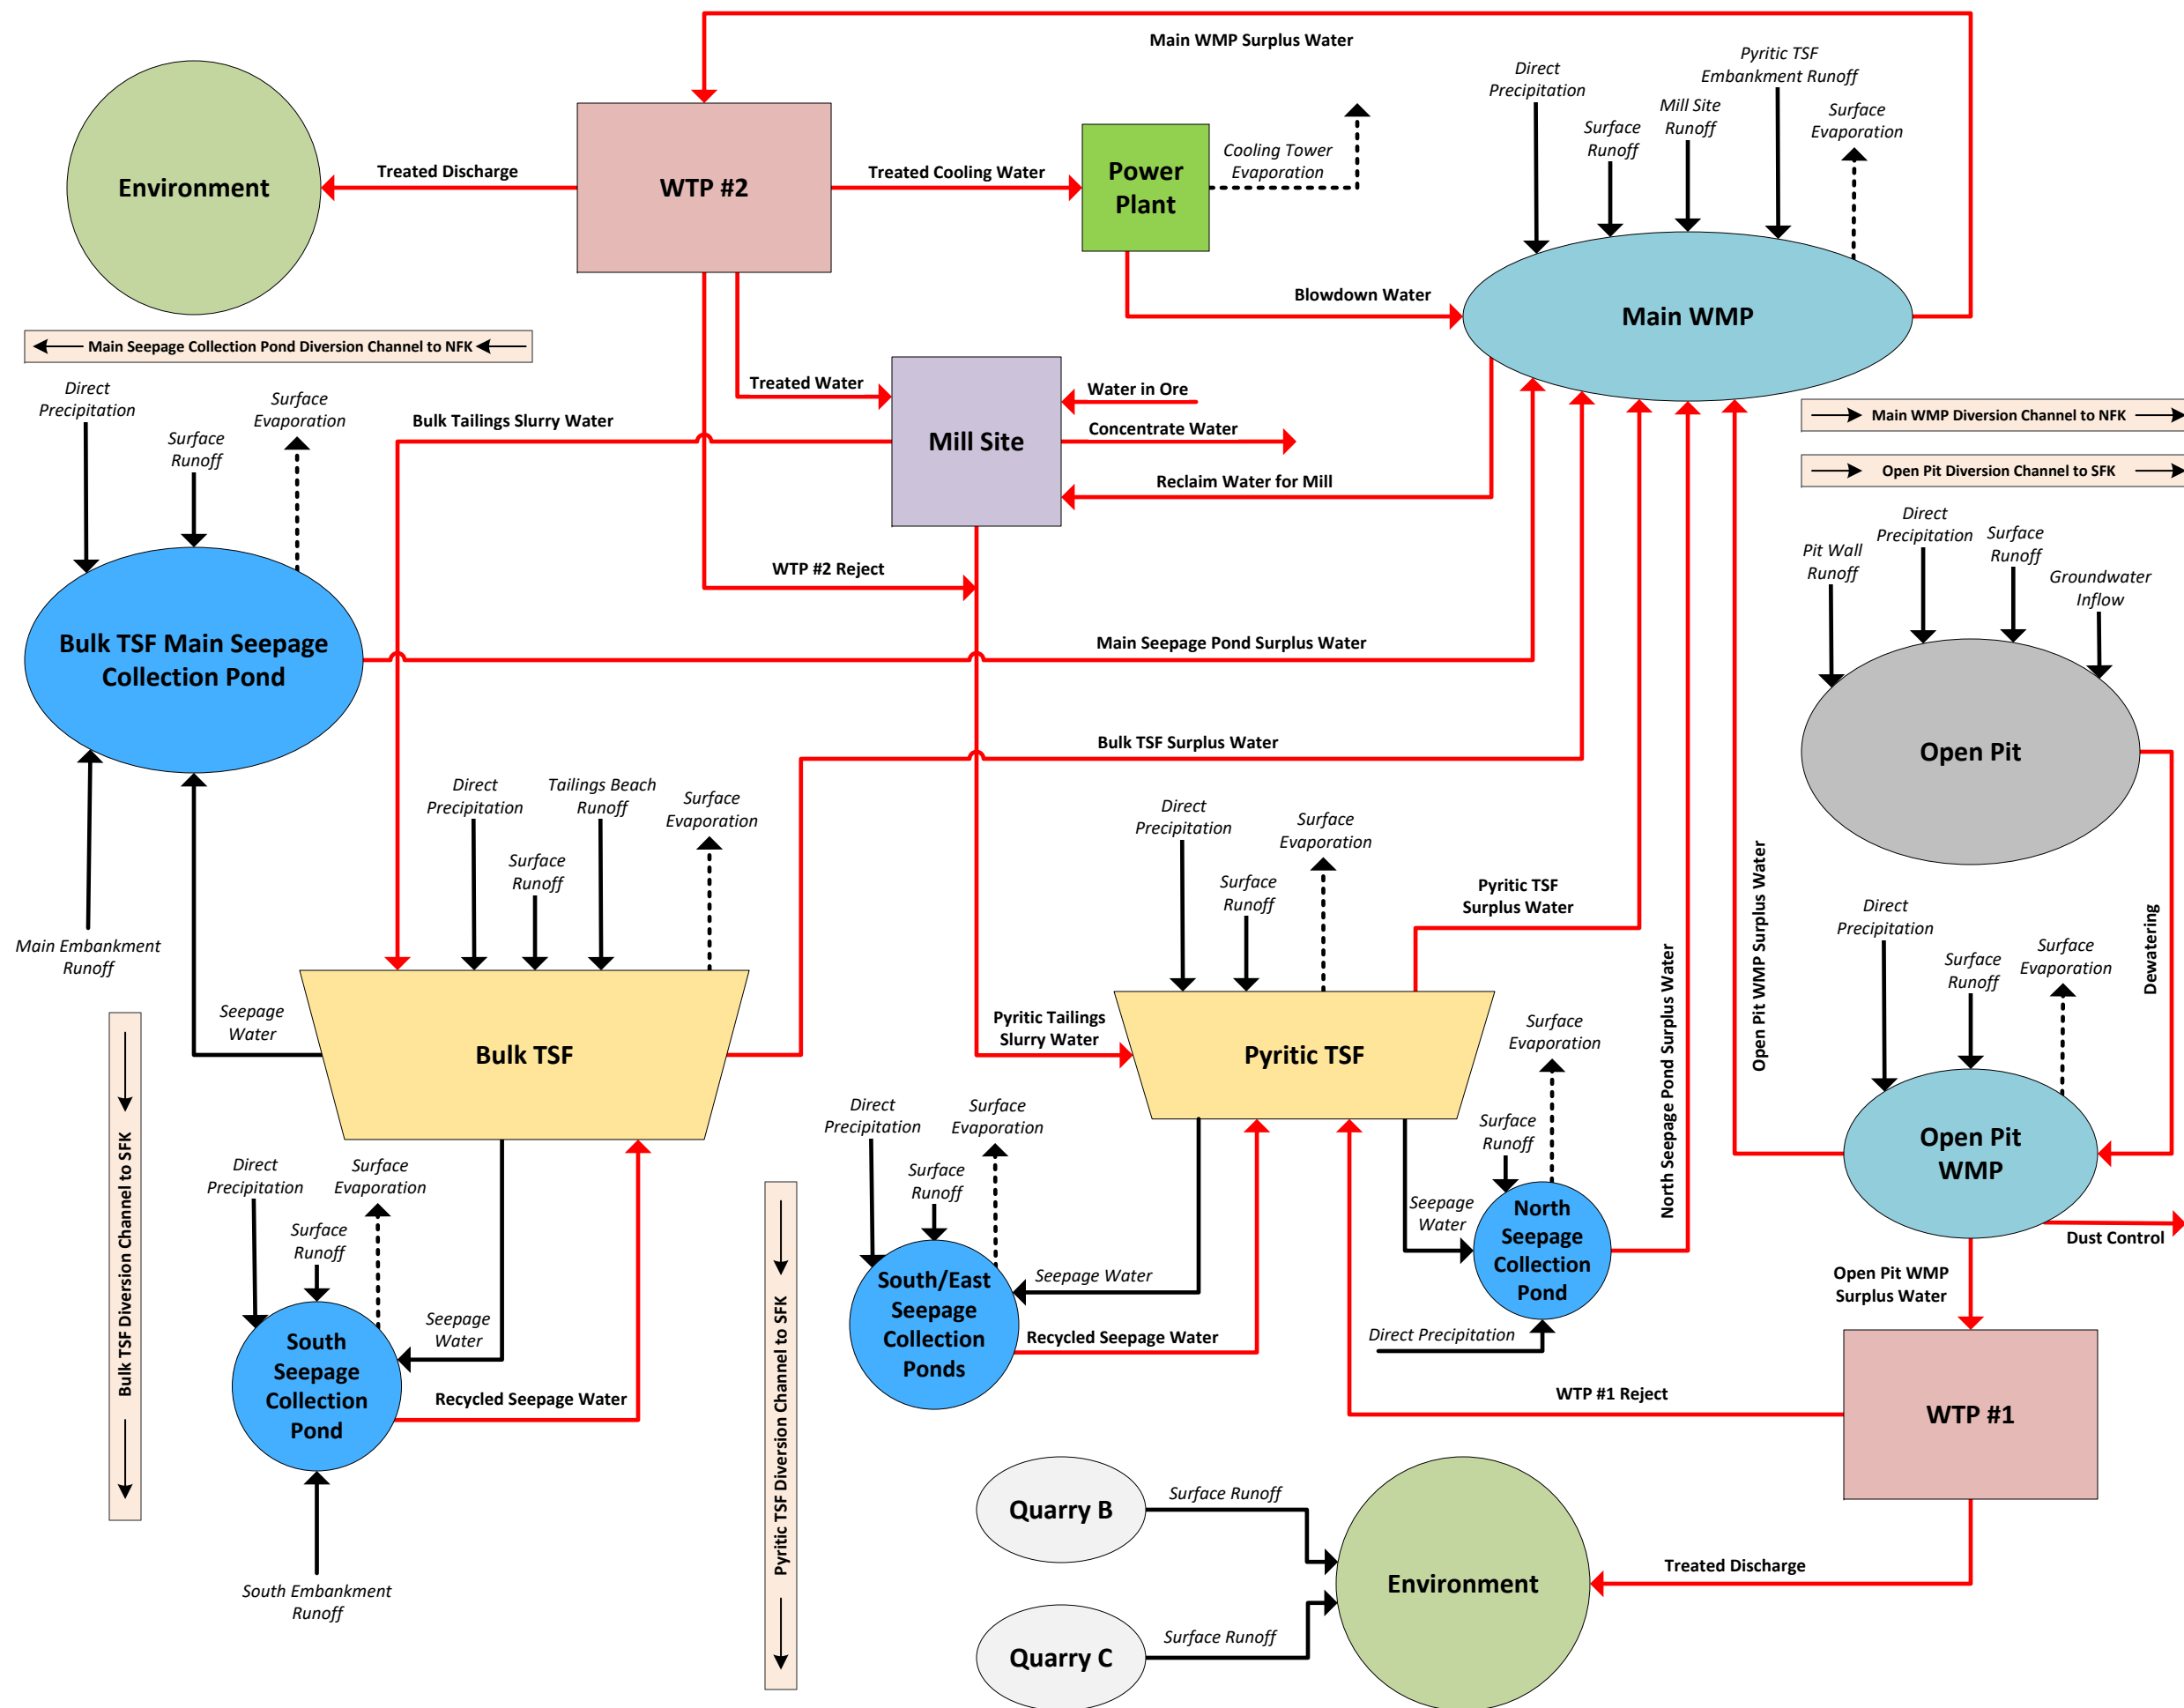 Main WMP Surplus Water
Environment
Treated Discharge
WTP #2
Treated Cooling Water
Power
Plant
Cooling Tower
Evaporation
Direct
Precipitation
Surface
Runoff
Mill Site
Runoff
Pyritic TSF
Embankment Runoff
Surface
Evaporation
Blowdown Water
Main WMP
Main Seepage Collection Pond Diversion Channel to NFK
Treated Water
Water in Ore
Bulk Tailings Slurry Water
Mill Site
Concentrate Water
Reclaim Water for Mill
Main WMP Diversion Channel to NFK
Open Pit Diversion Channel to SFK
Direct
Precipitation
Surface
Runoff
Surface
Evaporation
WTP #2 Reject
Pit Wall
Runoff
Direct
Precipitation
Surface
Runoff
Groundwater
Inflow
Bulk TSF Main Seepage
Collection Pond
Main Seepage Pond Surplus Water
Open Pit
Bulk TSF Surplus Water
Main Embankment
Runoff
Direct
Precipitation
Surface
Runoff
Tailings Beach
Runoff
Surface
Evaporation
Direct
Precipitation
Surface
Runoff
Surface
Evaporation
Pyritic TSF
Surplus Water
North Seepage Pond Surplus Water
Open Pit WMP Surplus Water
Dewatering
Direct
Precipitation
Surface
Runoff
Surface
Evaporation
Seepage
Water
Bulk TSF
Pyritic Tailings
Slurry Water
Pyritic TSF
Surface
Evaporation
Surface
Runoff
Open Pit
WMP
Dust Control
Bulk TSF Diversion Channel to SFK
Direct
Precipitation
Surface
Runoff
Surface
Evaporation
Seepage
Water
South
Seepage
Collection
Pond
Recycled Seepage Water
South Embankment
Runoff
Pyritic TSF Diversion Channel to SFK
Direct
Precipitation
Surface
Runoff
Surface
Evaporation
Seepage Water
South/East
Seepage
Collection
Ponds
Recycled Seepage Water
Seepage
Water
North
Seepage
Collection
Pond
Direct Precipitation
Open Pit WMP
Surplus Water
WTP #1 Reject
WTP #1
Quarry B
Surface Runoff
Environment
Treated Discharge
Quarry C
Surface Runoff